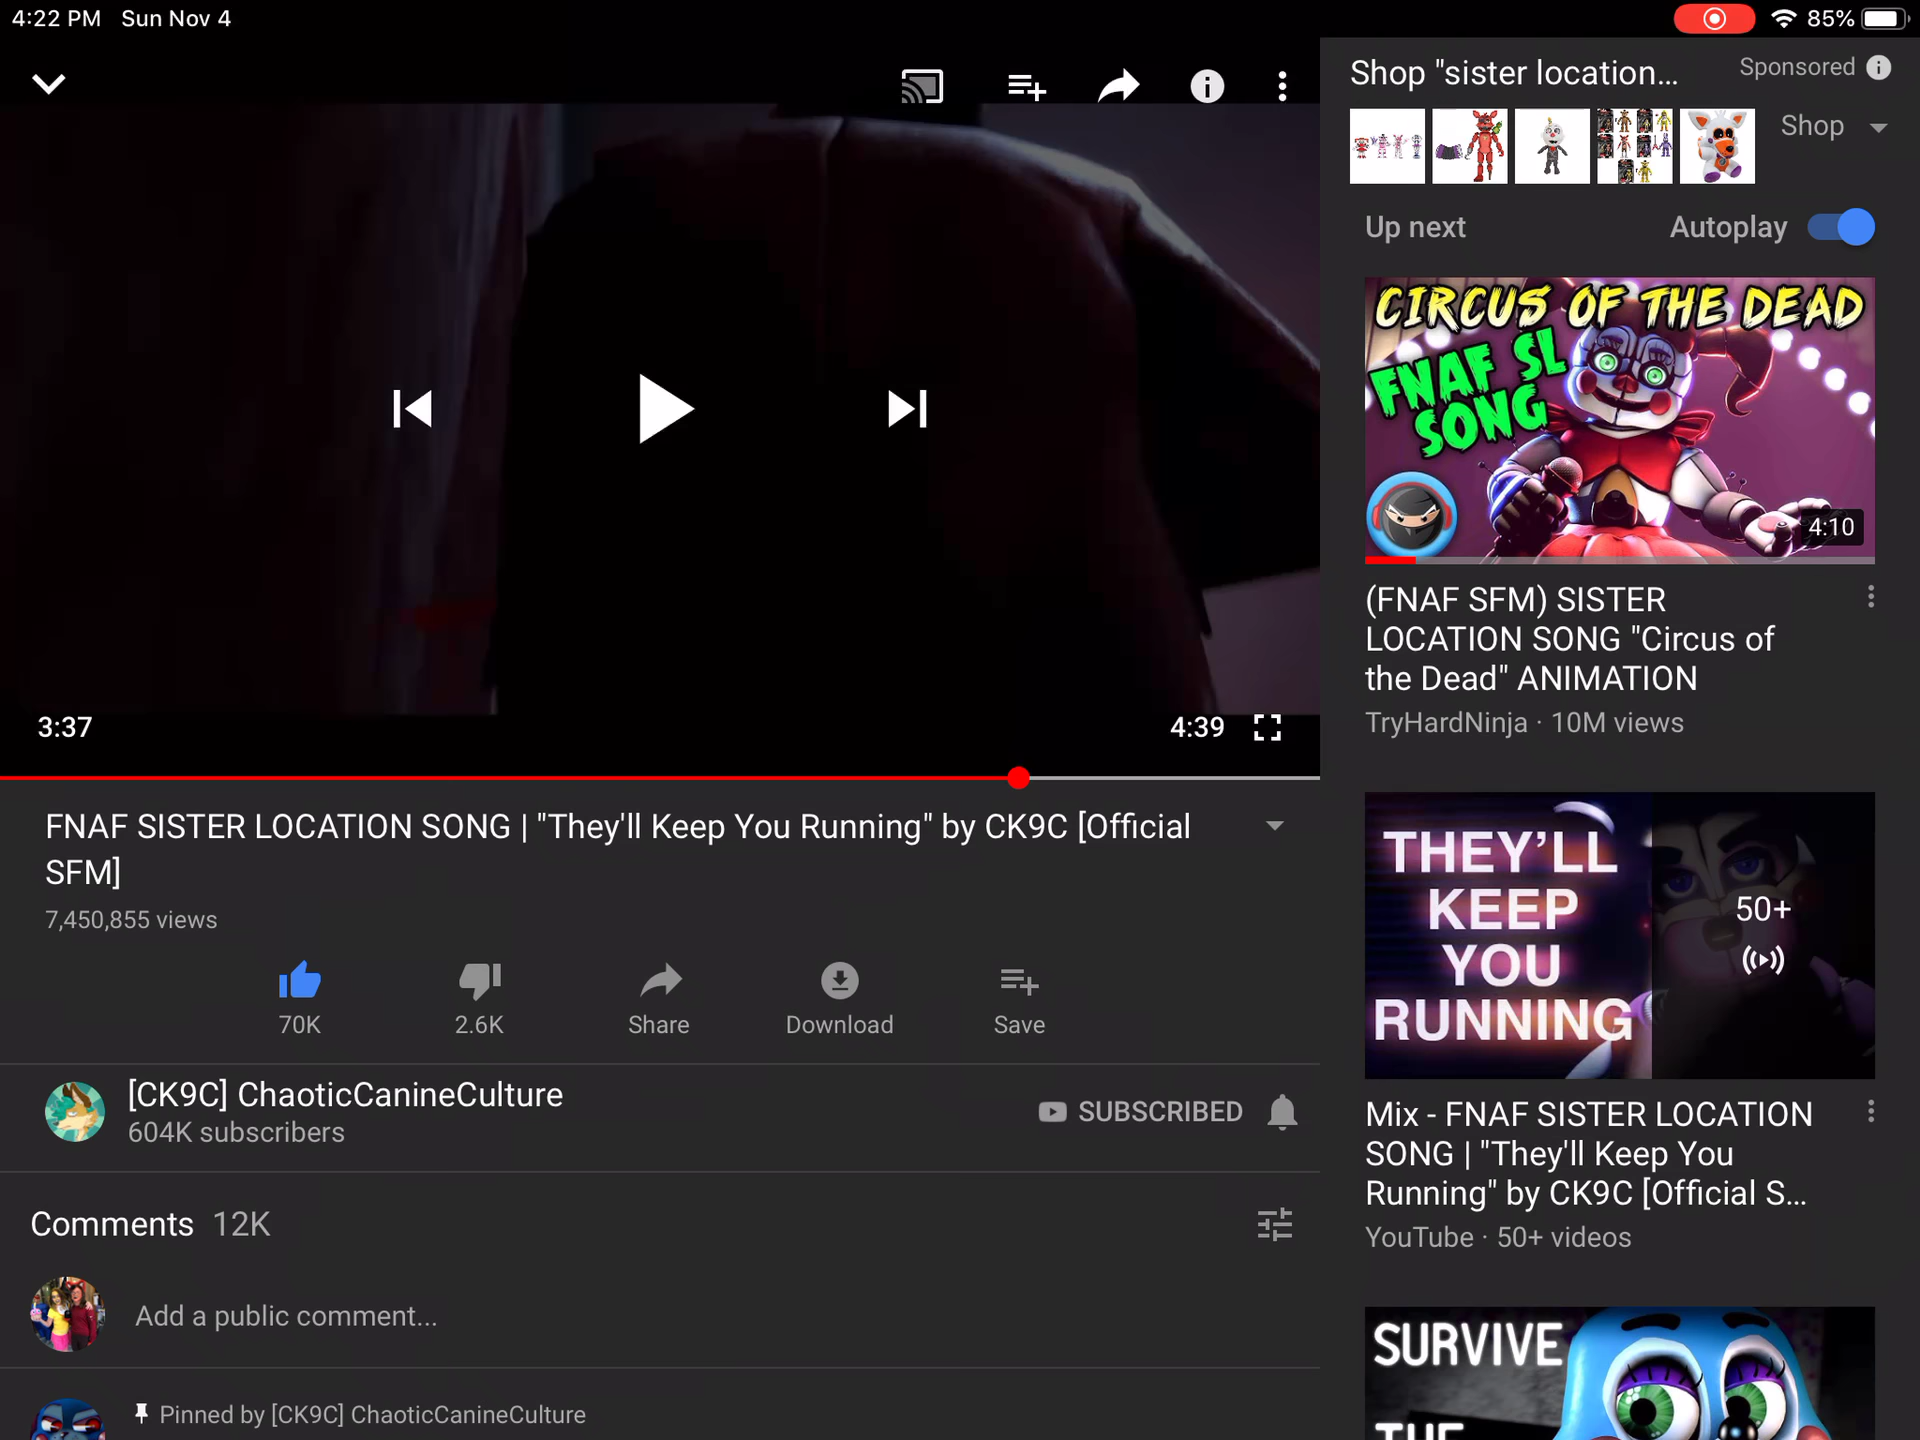 4:22 PM Sun Nov 4
85%
3:37
4:39
FNAF SISTER LOCATION SONG | "They'll Keep You Running" by CK9C [Official
SFM]
7,450,855 views
70K
2.6K
Share
Download
Save
[CK9C] ChaoticCanineCulture
604K subscribers
SUBSCRIBED
Comments 12K
Add a public comment...
Pinned by [CK9C] ChaoticCanineCulture
Shop "sister location...
Sponsored
Shop
Up next
Autoplay
CIRCUS OF THE DEAD
FNAF SL
SONG
4:10
(FNAF SFM) SISTER
LOCATION SONG "Circus of
the Dead" ANIMATION
TryHardNinja · 10M views
THEY'LL
KEEP
YOU
RUNNING
50+
Mix - FNAF SISTER LOCATION
SONG | "They'll Keep You
Running" by CK9C [Official S...
YouTube · 50+ videos
SURVIVE
THE